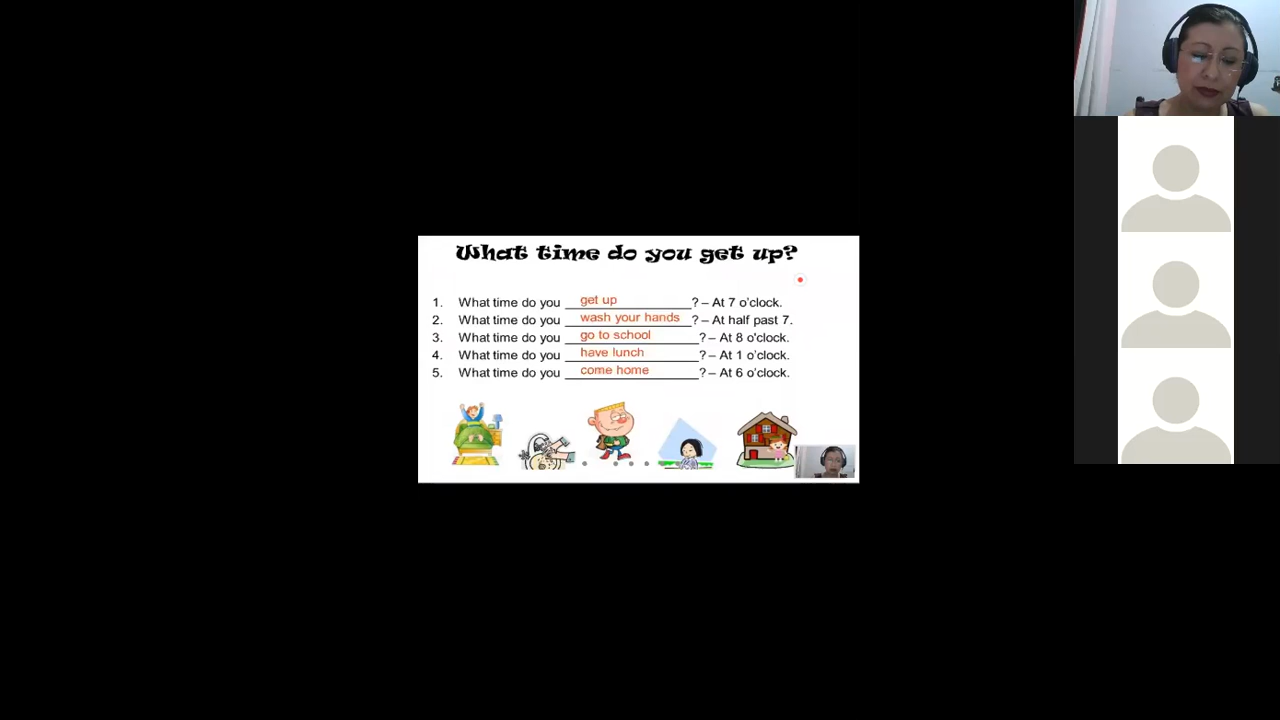 What time do you get up?
1. What time do you get up? – At 7 o'clock.
2. What time do you wash your hands? – At half past 7.
3. What time do you go to school? – At 8 o'clock.
4. What time do you have lunch? – At 1 o'clock.
5. What time do you come home? – At 6 o'clock.